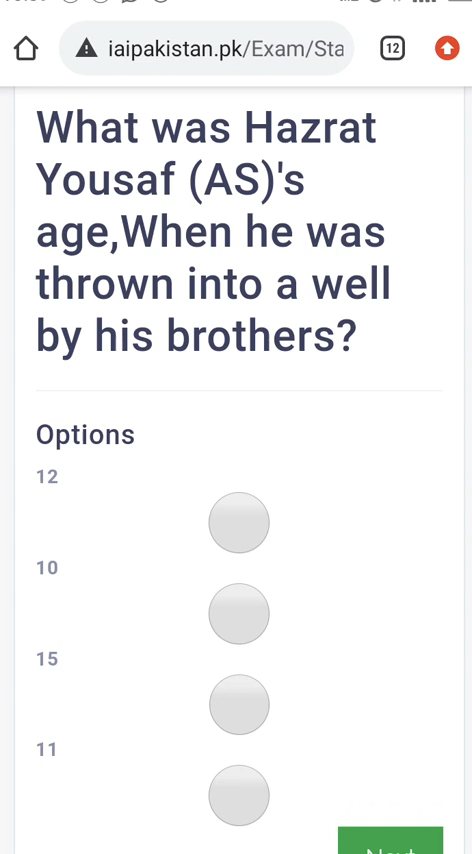 12
iaipakistan.pk/Exam/Sta
What was Hazrat
Yousaf (AS)'s
age,When he was
thrown into a well
by his brothers?
Options
12
10
15
11